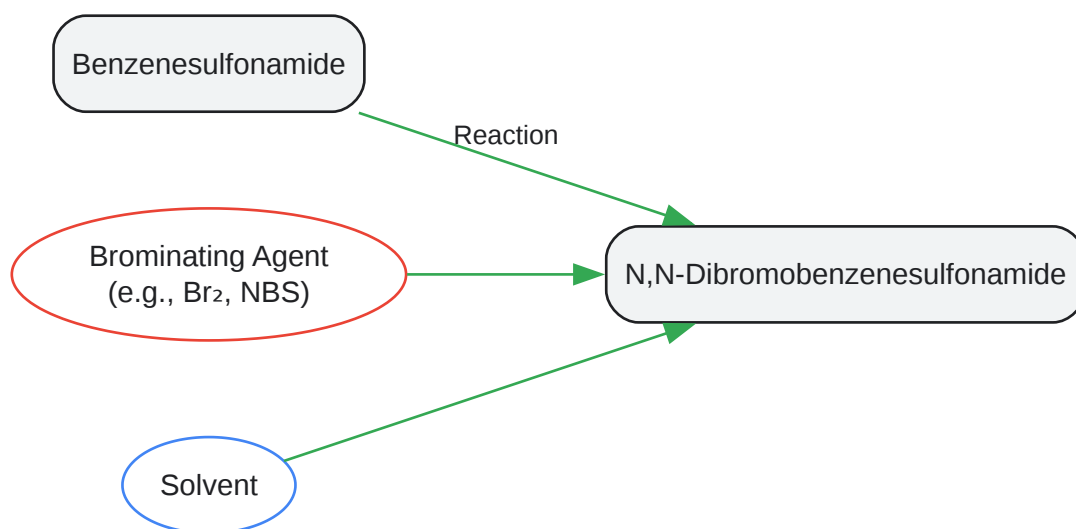 Benzenesulfonamide
Reaction
Brominating Agent
(e.g., Br₂, NBS)
N,N-Dibromobenzenesulfonamide
Solvent